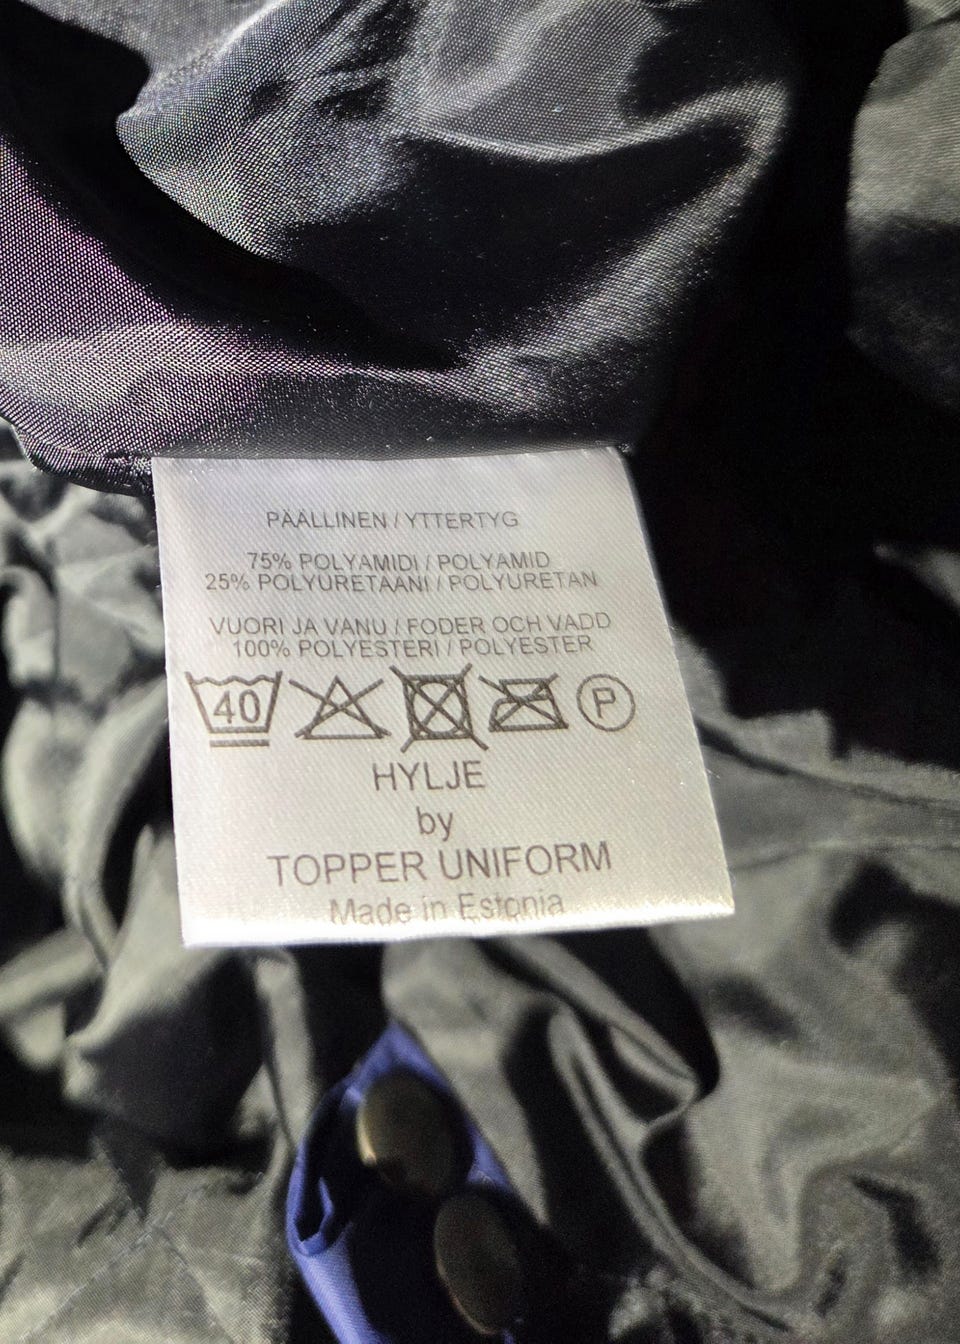 PÄÄLLINEN / YTTERTYG
75% POLYAMIDI / POLYAMID
25% POLYURETAANI / POLYURETAN
VUORI JA VANU / FODER OCH VADD
100% POLYESTERI / POLYESTER
40 P
HYLJE
by
TOPPER UNIFORM
Made in Estonia